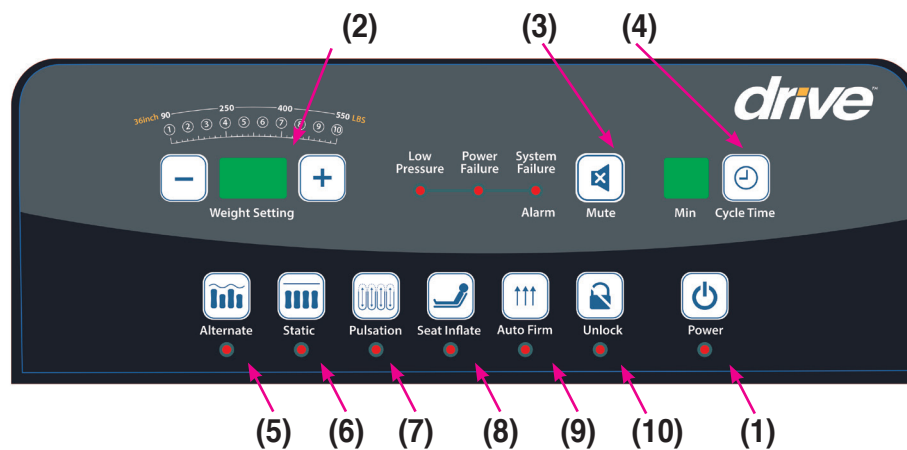 (2) (3) (4)
drive™
36inch 90 250 400 550 LBS
1 2 3 4 5 6 7 8 9 10
Low Pressure
Power Failure
System Failure
Alarm
− +
Weight Setting
Mute
Min
Cycle Time
Alternate Static Pulsation Seat Inflate Auto Firm Unlock Power
(5) (6) (7) (8) (9) (10) (1)